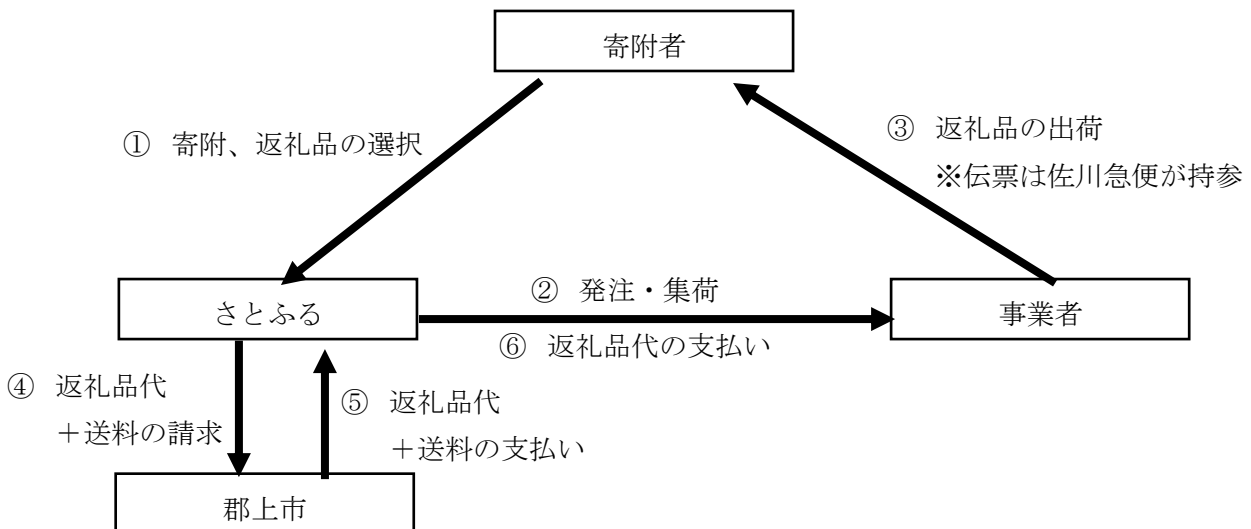 寄附者
① 寄附、返礼品の選択
③ 返礼品の出荷
※伝票は佐川急便が持参
さとふる
② 発注・集荷
⑥ 返礼品代の支払い
事業者
④ 返礼品代
＋送料の請求
⑤ 返礼品代
＋送料の支払い
郡上市